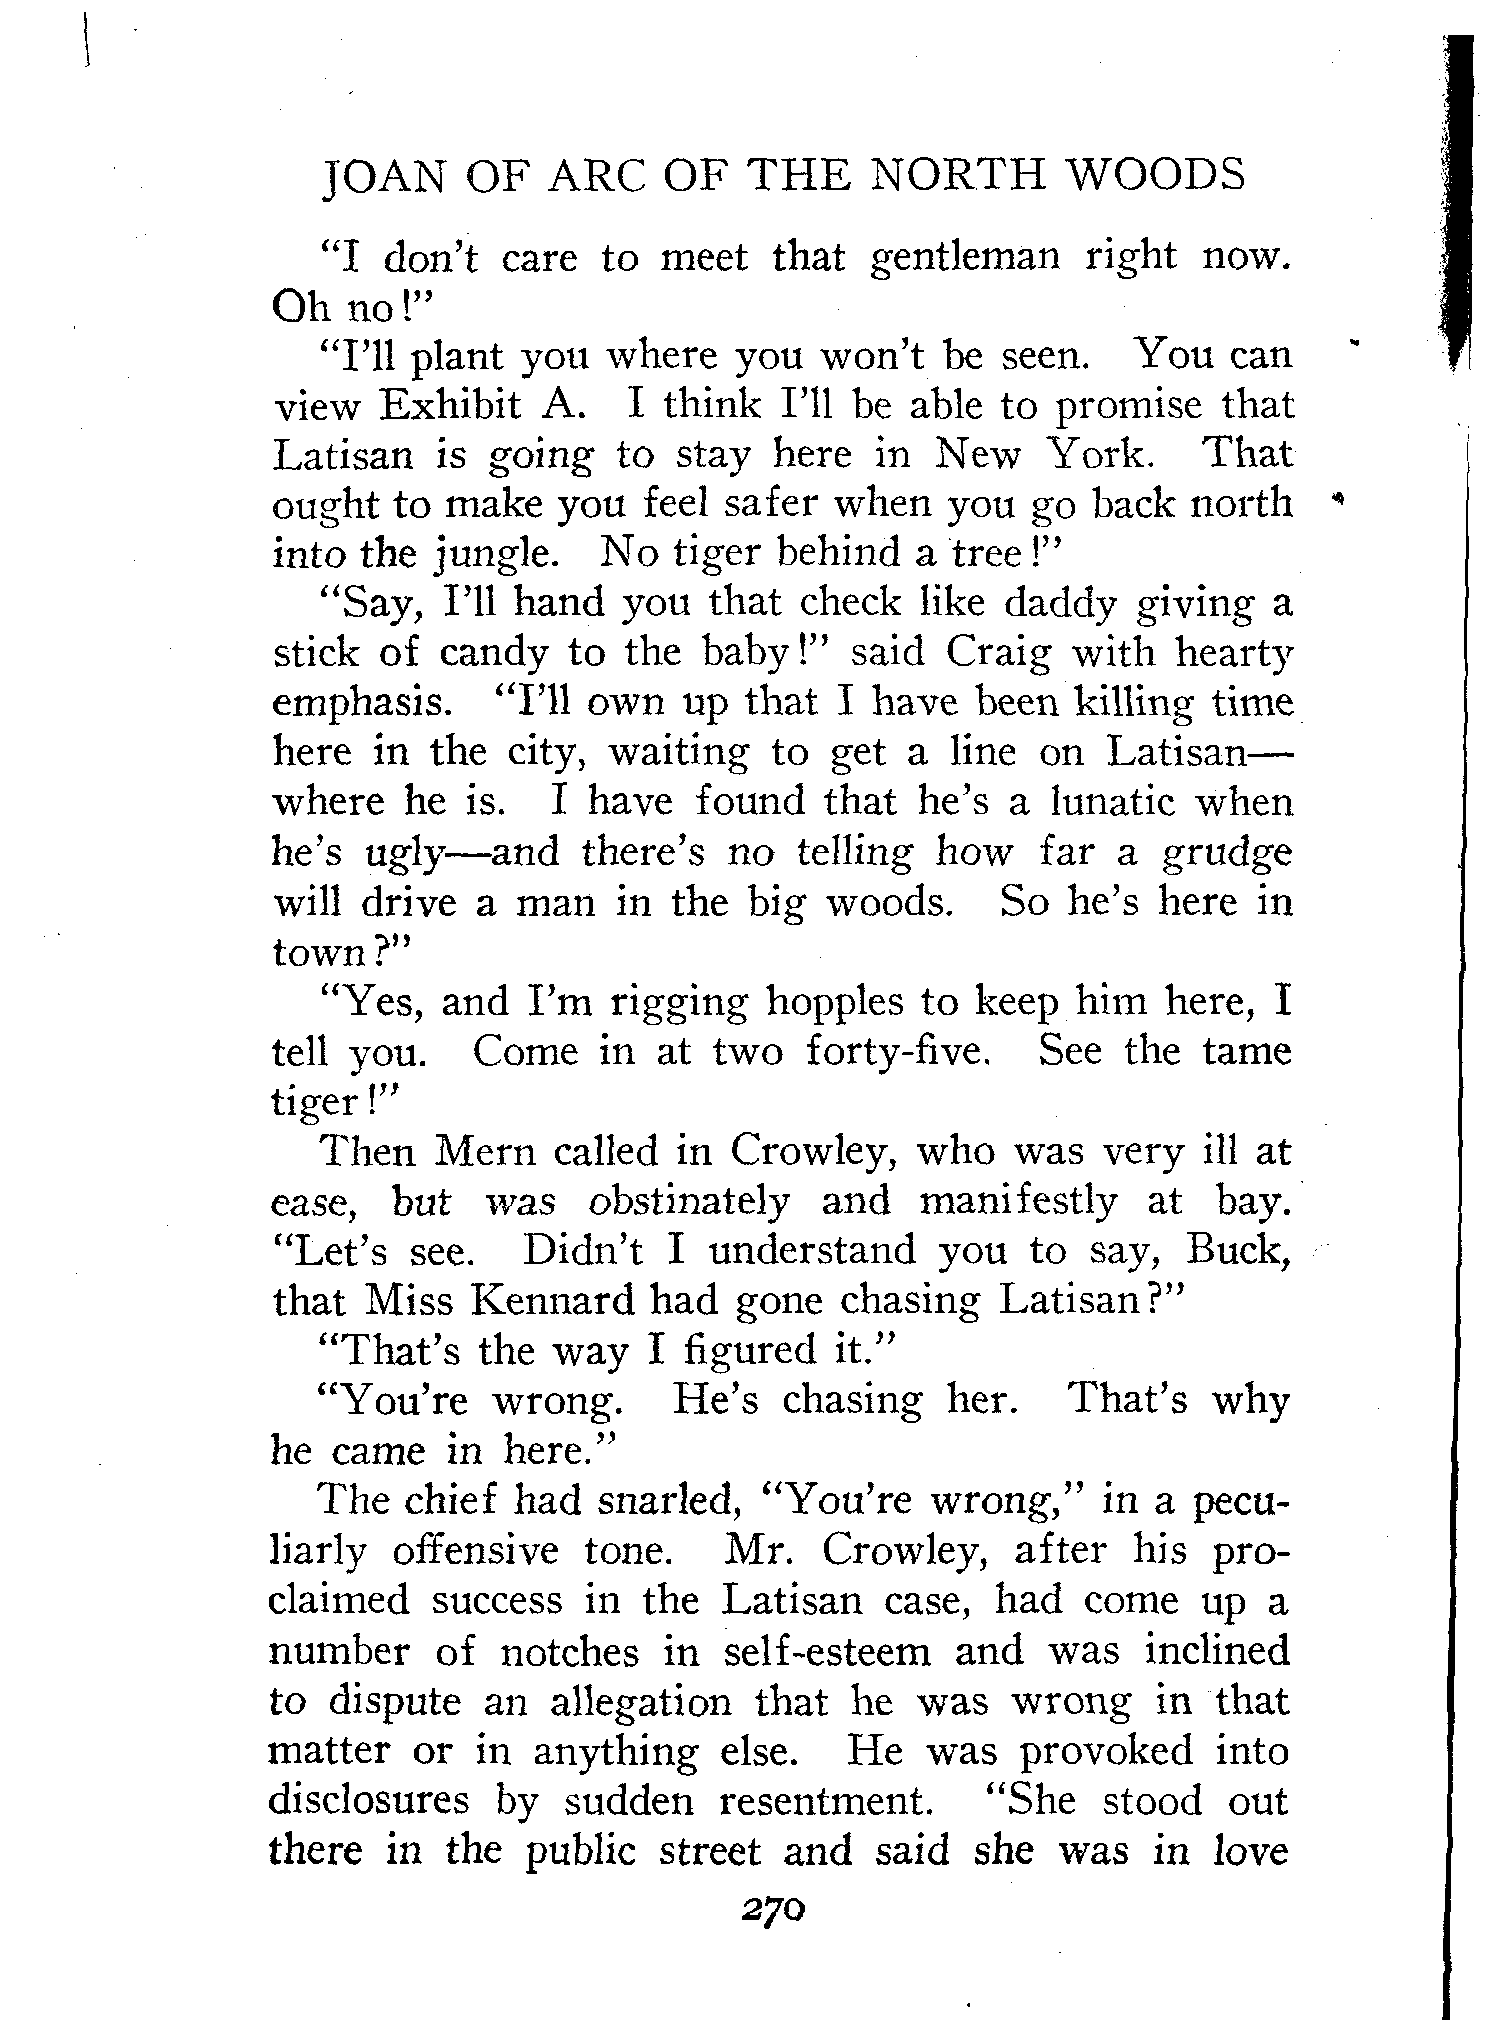 JOAN OF ARC OF THE NORTH WOODS
"I don't care to meet that gentleman right now.
Oh no!"
"I'll plant you where you won't be seen. You can
view Exhibit A. I think I'll be able to promise that
Latisan is going to stay here in New York. That
ought to make you feel safer when you go back north
into the jungle. No tiger behind a tree!"
"Say, I'll hand you that check like daddy giving a
stick of candy to the baby!" said Craig with hearty
emphasis. "I'll own up that I have been killing time
here in the city, waiting to get a line on Latisan—
where he is. I have found that he's a lunatic when
he's ugly—and there's no telling how far a grudge
will drive a man in the big woods. So he's here in
town?"
"Yes, and I'm rigging hopples to keep him here, I
tell you. Come in at two forty-five. See the tame
tiger!"
Then Mern called in Crowley, who was very ill at
ease, but was obstinately and manifestly at bay.
"Let's see. Didn't I understand you to say, Buck,
that Miss Kennard had gone chasing Latisan?"
"That's the way I figured it."
"You're wrong. He's chasing her. That's why
he came in here."
The chief had snarled, "You're wrong," in a pecu-
liarly offensive tone. Mr. Crowley, after his pro-
claimed success in the Latisan case, had come up a
number of notches in self-esteem and was inclined
to dispute an allegation that he was wrong in that
matter or in anything else. He was provoked into
disclosures by sudden resentment. "She stood out
there in the public street and said she was in love
270